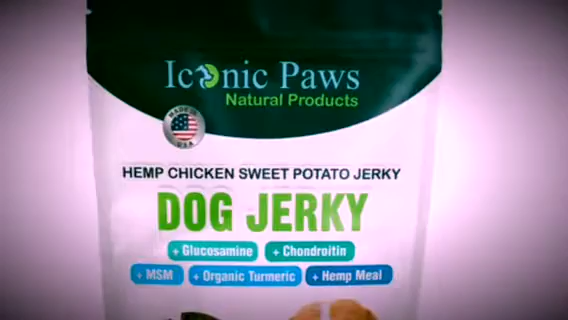 Iconic Paws
Natural Products
MADE IN
U.S.A
HEMP CHICKEN SWEET POTATO JERKY
DOG JERKY
+ Glucosamine + Chondroitin
+ MSM + Organic Turmeric + Hemp Meal